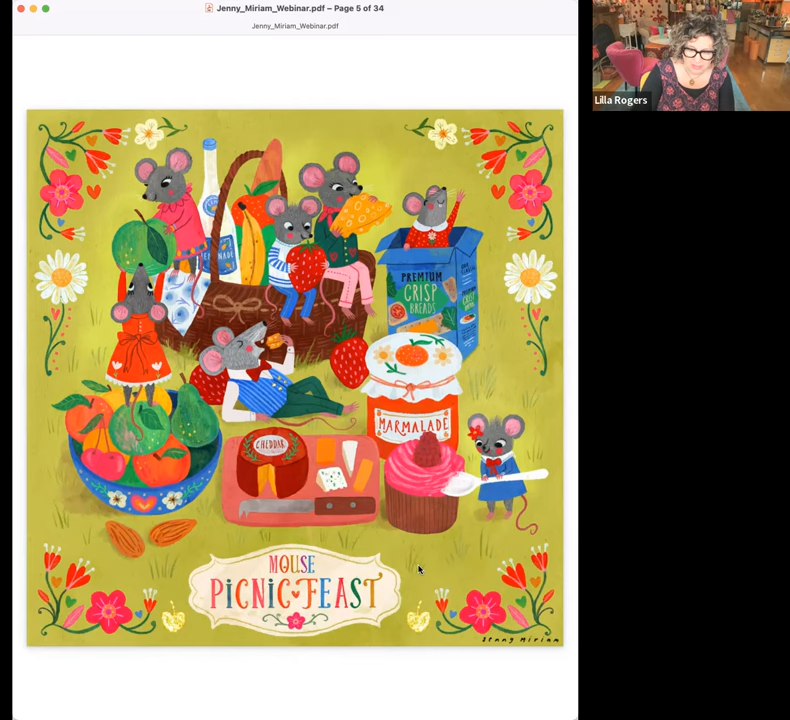 Jenny_Miriam_Webinar.pdf – Page 5 of 34
Jenny_Miriam_Webinar.pdf
Lilla Rogers
PREMIUM
CRISP
BREADS
MARMALADE
CHEDDAR
MOUSE
PICNIC FEAST
Jenny Miriam